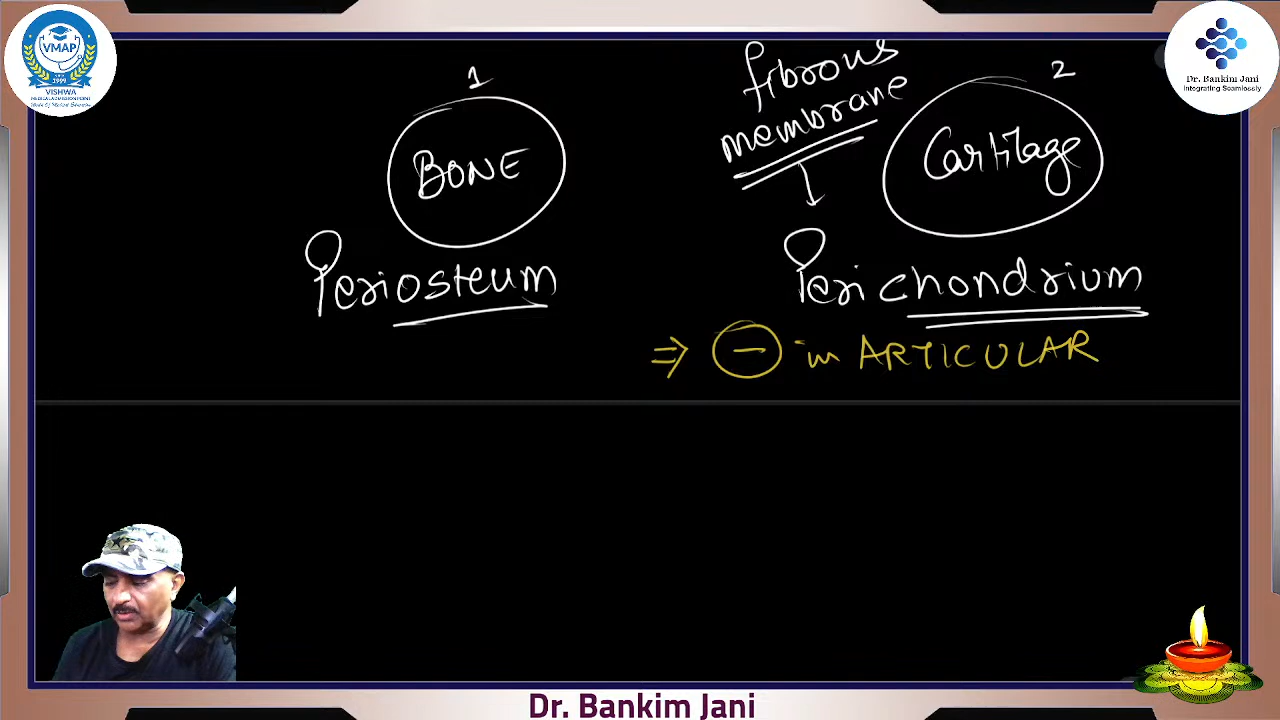 VMAP
VISHWA
1
BONE
Periosteum
fibrous
membrane
2
Cartilage
Perichondrium
⇒ − in ARTICULAR
Dr. Bankim Jani
Integrating Seamlessly
Dr. Bankim Jani